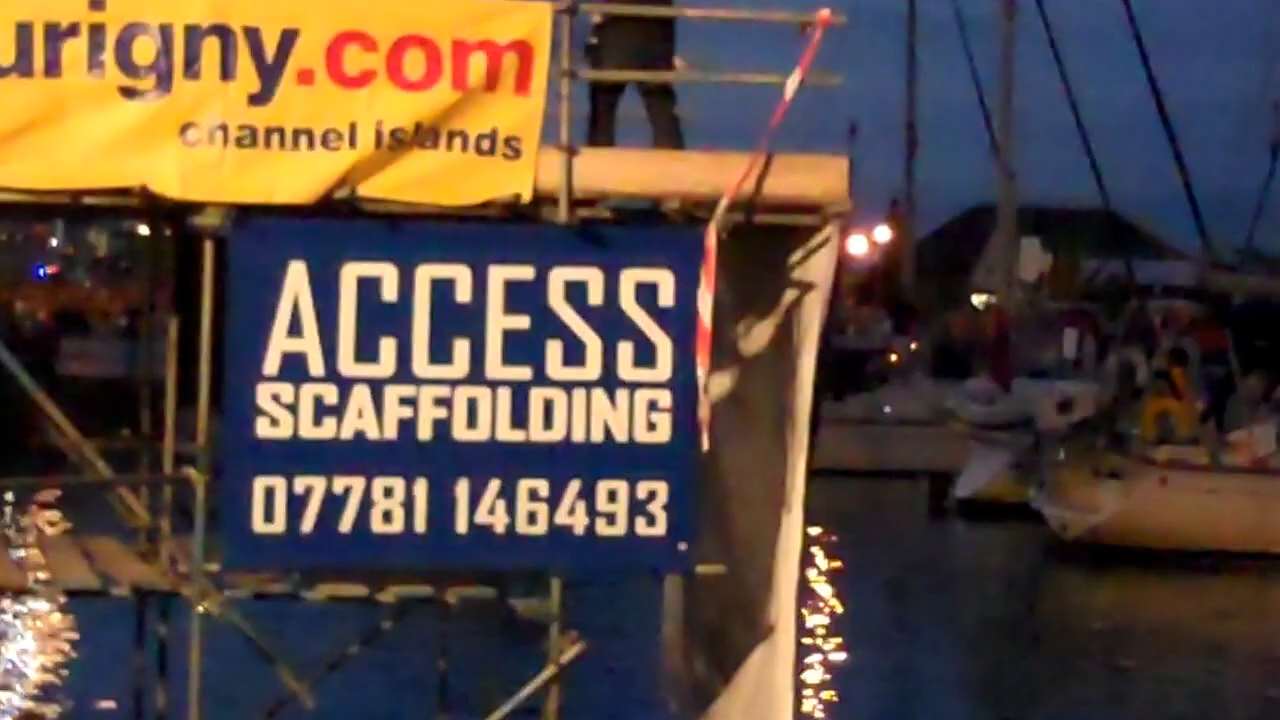 urigny.com
channel islands
ACCESS
SCAFFOLDING
07781 146493